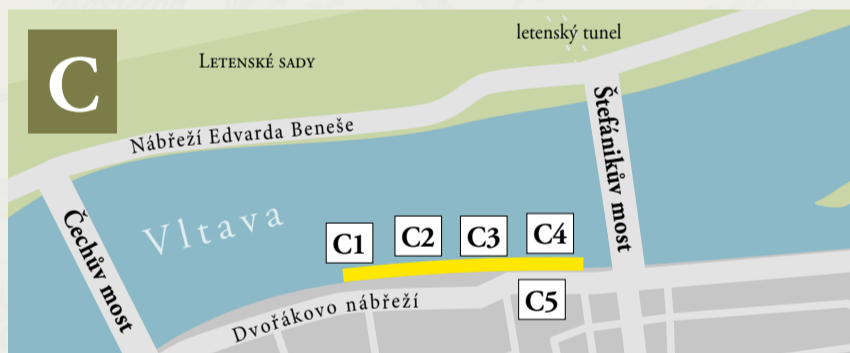 letenský tunel
C
Letenské sady
Nábřeží Edvarda Beneše
Štefánikův most
Čechův most
Vltava
C1
C2
C3
C4
C5
Dvořákovo nábřeží